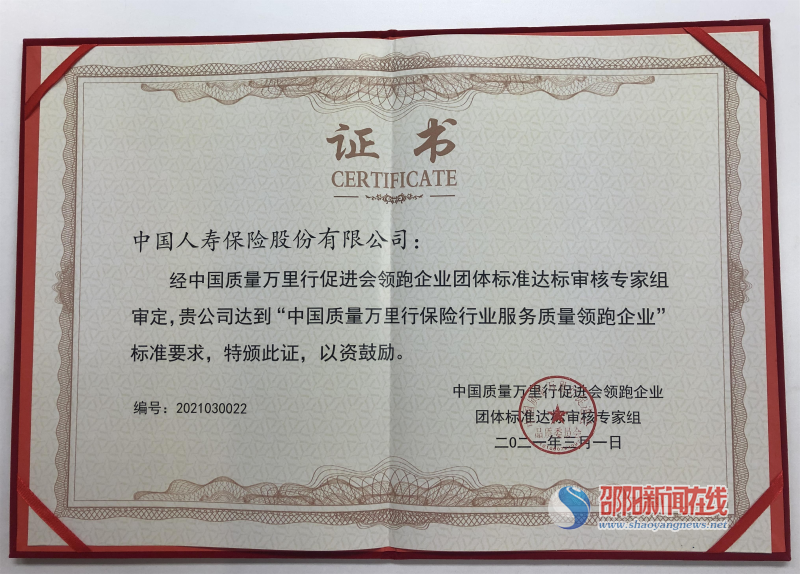 证书
CERTIFICATE
中国人寿保险股份有限公司：
经中国质量万里行促进会领跑企业团体标准达标审核专家组
审定，贵公司达到“中国质量万里行保险行业服务质量领跑企业”
标准要求，特颁此证，以资鼓励。
编号：2021030022
中国质量万里行促进会领跑企业
团体标准达标审核专家组
品质委员会
二〇二一年三月一日
邵阳新闻在线
www.shaoyangnews.net